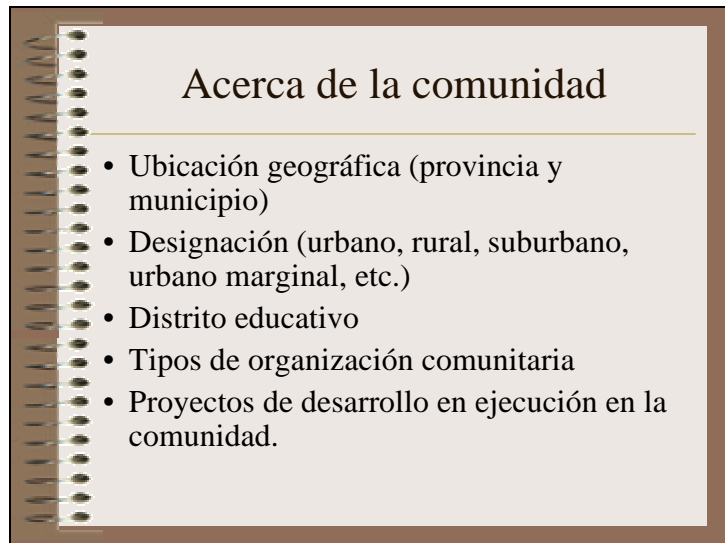 Acerca de la comunidad
• Ubicación geográfica (provincia y
municipio)
• Designación (urbano, rural, suburbano,
urbano marginal, etc.)
• Distrito educativo
• Tipos de organización comunitaria
• Proyectos de desarrollo en ejecución en la
comunidad.